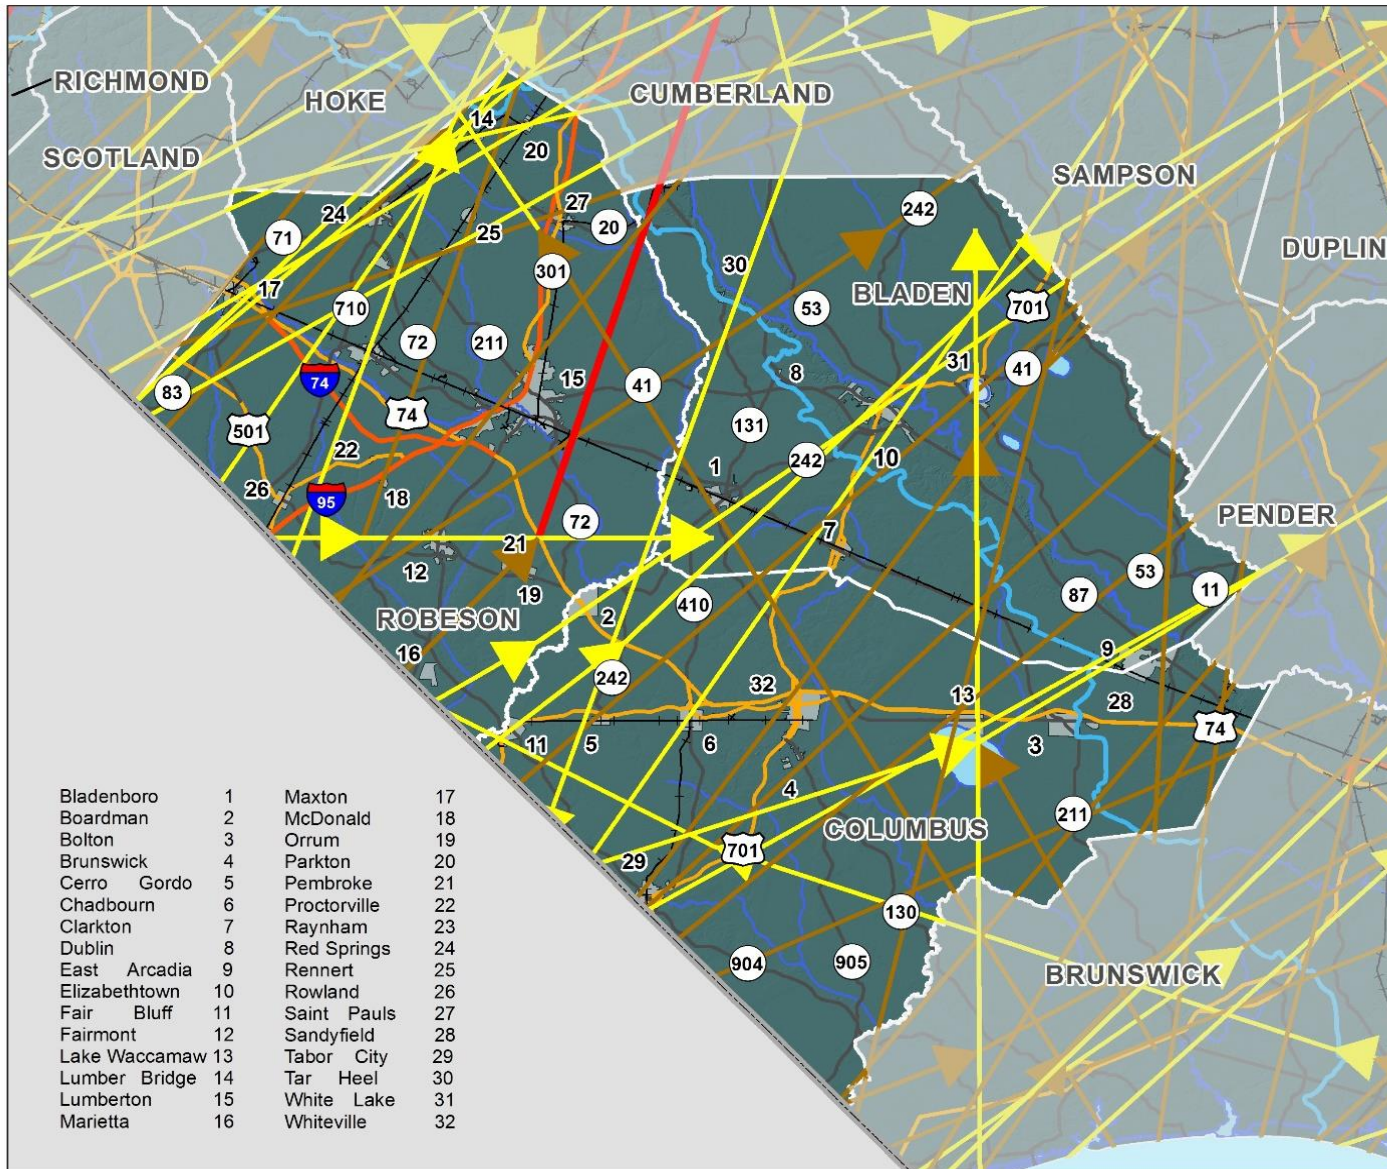 RICHMOND
HOKE
CUMBERLAND
SCOTLAND
14
20
SAMPSON
24
71
27
20
25
242
DUPLIN
301
30
17
710
53
BLADEN
701
72
211
31
74
15
41
8
41
83
74
501
131
22
242
10
26
95
18
1
72
21
7
PENDER
12
19
53
ROBESON
410
2
87
11
16
242
9
32
13
28
74
11
5
6
3
4
211
COLUMBUS
701
29
130
904
905
BRUNSWICK
Bladenboro 1 Maxton 17
Boardman 2 McDonald 18
Bolton 3 Orrum 19
Brunswick 4 Parkton 20
Cerro Gordo 5 Pembroke 21
Chadbourn 6 Proctorville 22
Clarkton 7 Raynham 23
Dublin 8 Red Springs 24
East Arcadia 9 Rennert 25
Elizabethtown 10 Rowland 26
Fair Bluff 11 Saint Pauls 27
Fairmont 12 Sandyfield 28
Lake Waccamaw 13 Tabor City 29
Lumber Bridge 14 Tar Heel 30
Lumberton 15 White Lake 31
Marietta 16 Whiteville 32